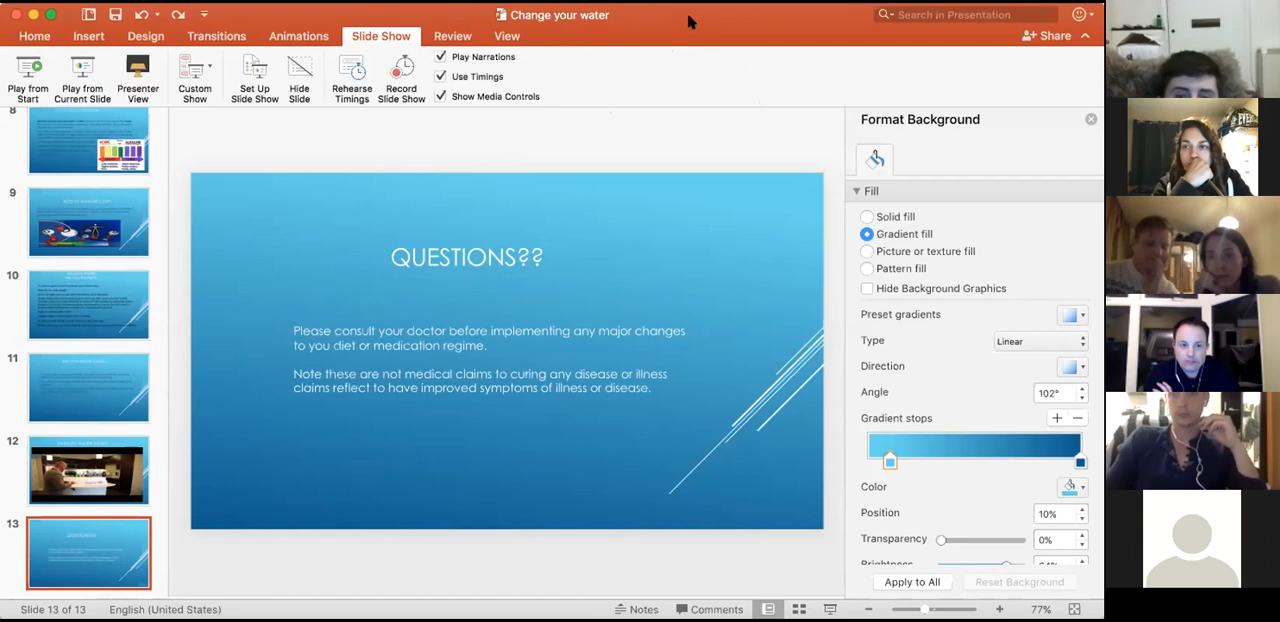 Change your water
Search in Presentation
Home Insert Design Transitions Animations Slide Show Review View
Share
Play from Start
Play from Current Slide
Presenter View
Custom Show
Set Up Slide Show
Hide Slide
Rehearse Timings
Record Slide Show
Play Narrations
Use Timings
Show Media Controls
8
9
10
11
12
13
QUESTIONS??
Please consult your doctor before implementing any major changes
to you diet or medication regime.
Note these are not medical claims to curing any disease or illness
claims reflect to have improved symptoms of illness or disease.
Format Background
Fill
Solid fill
Gradient fill
Picture or texture fill
Pattern fill
Hide Background Graphics
Preset gradients
Type Linear
Direction
Angle 102°
Gradient stops
Color
Position 10%
Transparency 0%
Apply to All Reset Background
Slide 13 of 13 English (United States) Notes Comments 77%